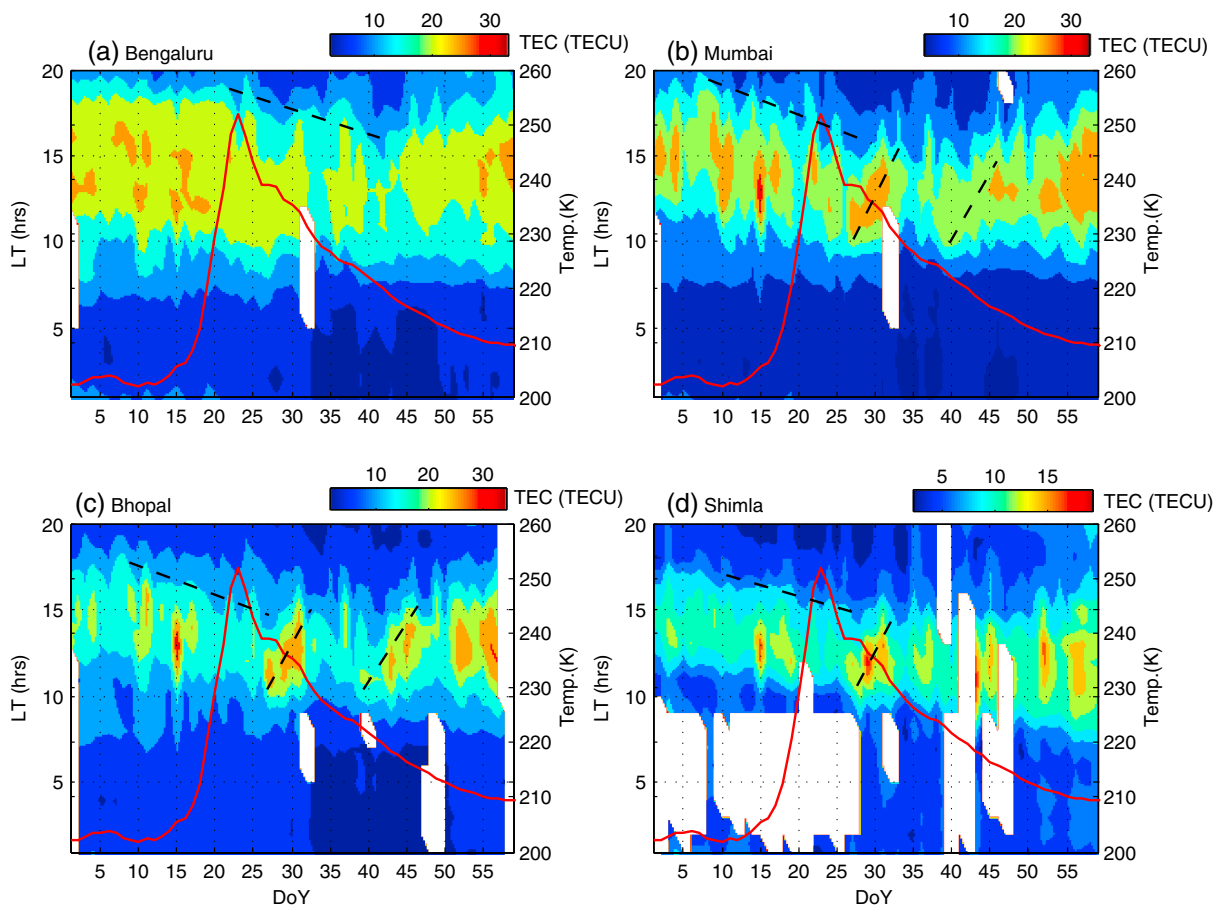 10 20 30
TEC (TECU)
(a) Bengaluru
20 15 10 5
LT (hrs)
260 250 240 230 220 210 200
Temp.(K)
5 10 15 20 25 30 35 40 45 50 55
10 20 30
TEC (TECU)
(b) Mumbai
20 15 10 5
LT (hrs)
260 250 240 230 220 210 200
Temp.(K)
5 10 15 20 25 30 35 40 45 50 55
10 20 30
TEC (TECU)
(c) Bhopal
20 15 10 5
LT (hrs)
260 250 240 230 220 210 200
Temp.(K)
5 10 15 20 25 30 35 40 45 50 55
DoY
5 10 15
TEC (TECU)
(d) Shimla
20 15 10 5
LT (hrs)
260 250 240 230 220 210 200
Temp.(K)
5 10 15 20 25 30 35 40 45 50 55
DoY